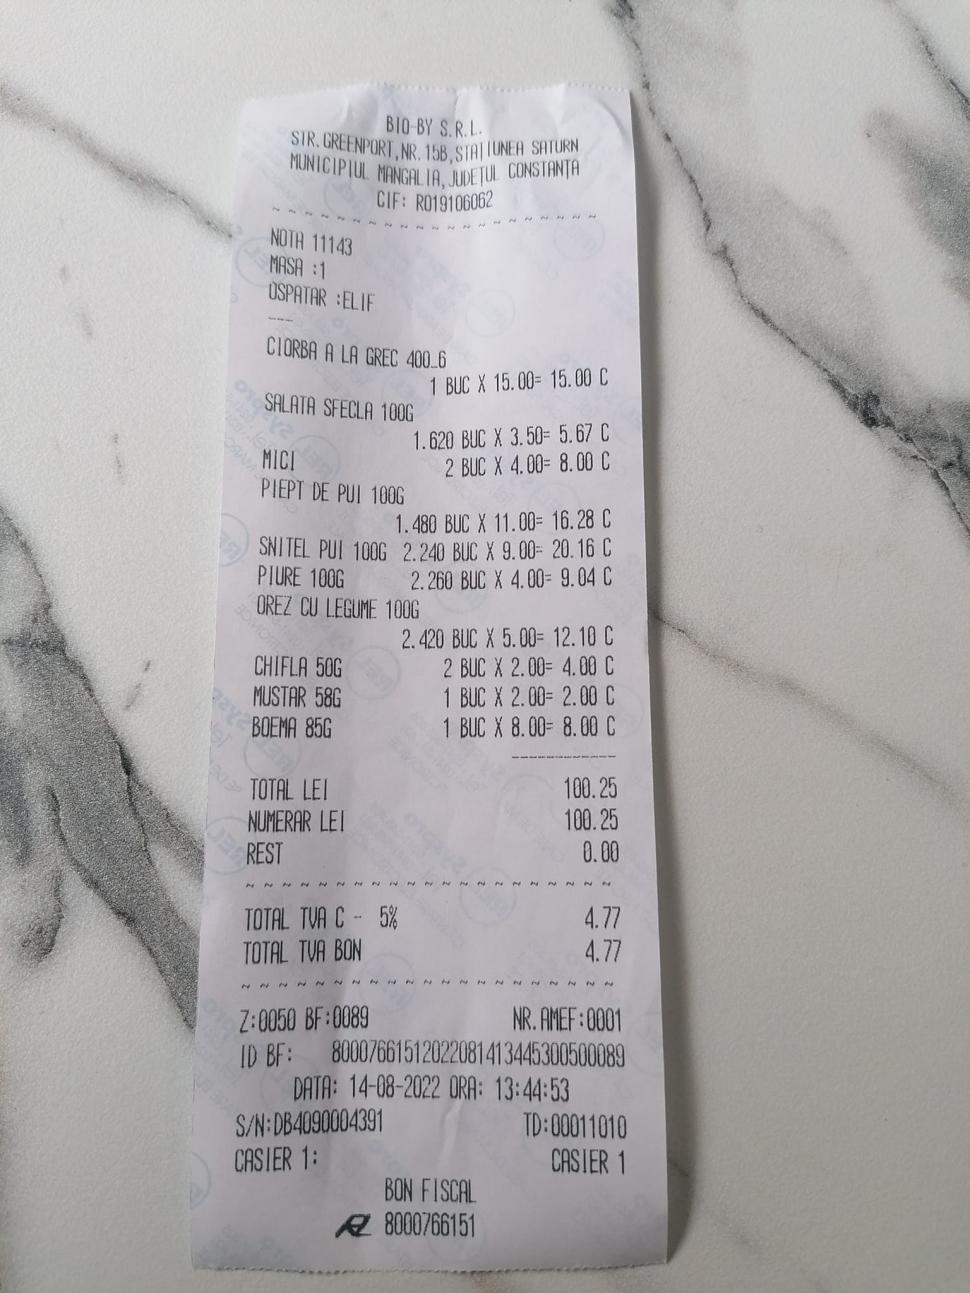 BIO-BY S.R.L.
STR. GREENPORT, NR. 15B, STAȚIUNEA SATURN
MUNICIPIUL MANGALIA, JUDEȚUL CONSTANȚA
CIF: RO19106062
NOTA 11143
MASA :1
OSPATAR :ELIF
CIORBA A LA GREC 400_6
1 BUC X 15.00= 15.00 C
SALATA SFECLA 100G
1.620 BUC X 3.50= 5.67 C
MICI 2 BUC X 4.00= 8.00 C
PIEPT DE PUI 100G
1.480 BUC X 11.00= 16.28 C
SNITEL PUI 100G 2.240 BUC X 9.00= 20.16 C
PIURE 100G 2.260 BUC X 4.00= 9.04 C
OREZ CU LEGUME 100G
2.420 BUC X 5.00= 12.10 C
CHIFLA 50G 2 BUC X 2.00= 4.00 C
MUSTAR 58G 1 BUC X 2.00= 2.00 C
BOEMA 85G 1 BUC X 8.00= 8.00 C
TOTAL LEI 100.25
NUMERAR LEI 100.25
REST 0.00
TOTAL TVA C - 5% 4.77
TOTAL TVA BON 4.77
Z:0050 BF:0089 NR.AMEF:0001
ID BF: 80007661512022081413445300500089
DATA: 14-08-2022 ORA: 13:44:53
S/N:DB4090004391 TD:00011010
CASIER 1: CASIER 1
BON FISCAL
8000766151